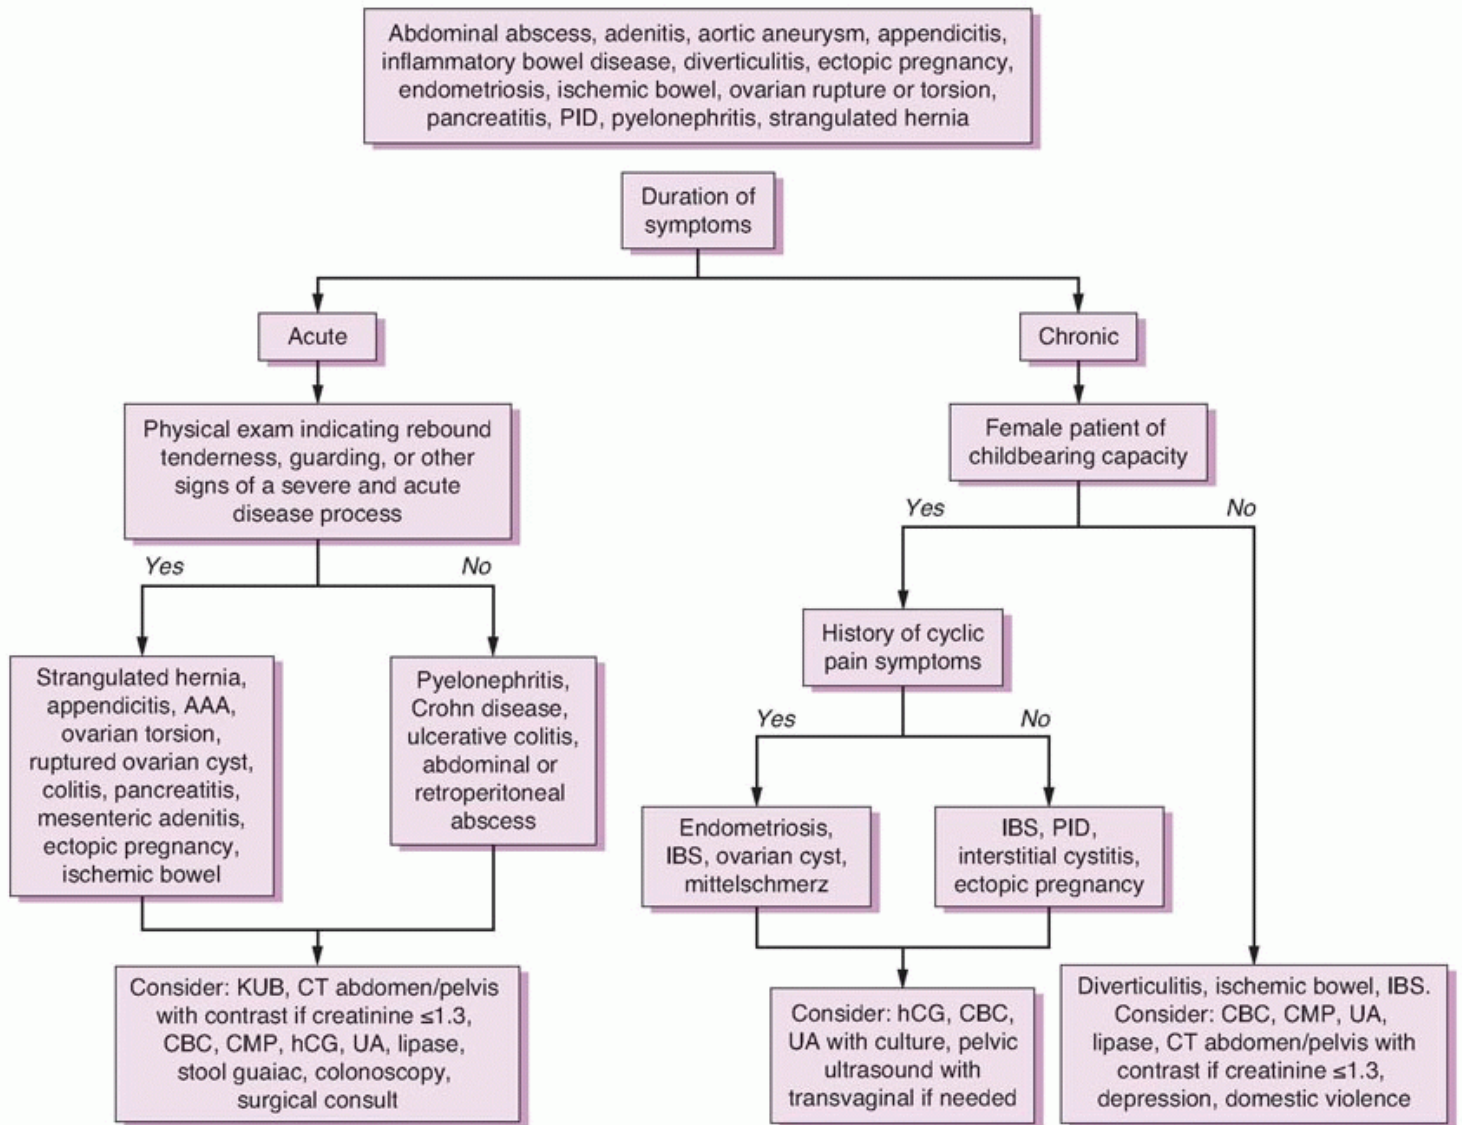 Abdominal abscess, adenitis, aortic aneurysm, appendicitis,
inflammatory bowel disease, diverticulitis, ectopic pregnancy,
endometriosis, ischemic bowel, ovarian rupture or torsion,
pancreatitis, PID, pyelonephritis, strangulated hernia
Duration of
symptoms
Acute
Chronic
Physical exam indicating rebound
tenderness, guarding, or other
signs of a severe and acute
disease process
Female patient of
childbearing capacity
Yes
No
Yes
No
Strangulated hernia,
appendicitis, AAA,
ovarian torsion,
ruptured ovarian cyst,
colitis, pancreatitis,
mesenteric adenitis,
ectopic pregnancy,
ischemic bowel
Pyelonephritis,
Crohn disease,
ulcerative colitis,
abdominal or
retroperitoneal
abscess
History of cyclic
pain symptoms
Yes
No
Endometriosis,
IBS, ovarian cyst,
mittelschmerz
IBS, PID,
interstitial cystitis,
ectopic pregnancy
Consider: KUB, CT abdomen/pelvis
with contrast if creatinine ≤1.3,
CBC, CMP, hCG, UA, lipase,
stool guaiac, colonoscopy,
surgical consult
Consider: hCG, CBC,
UA with culture, pelvic
ultrasound with
transvaginal if needed
Diverticulitis, ischemic bowel, IBS.
Consider: CBC, CMP, UA,
lipase, CT abdomen/pelvis with
contrast if creatinine ≤1.3,
depression, domestic violence